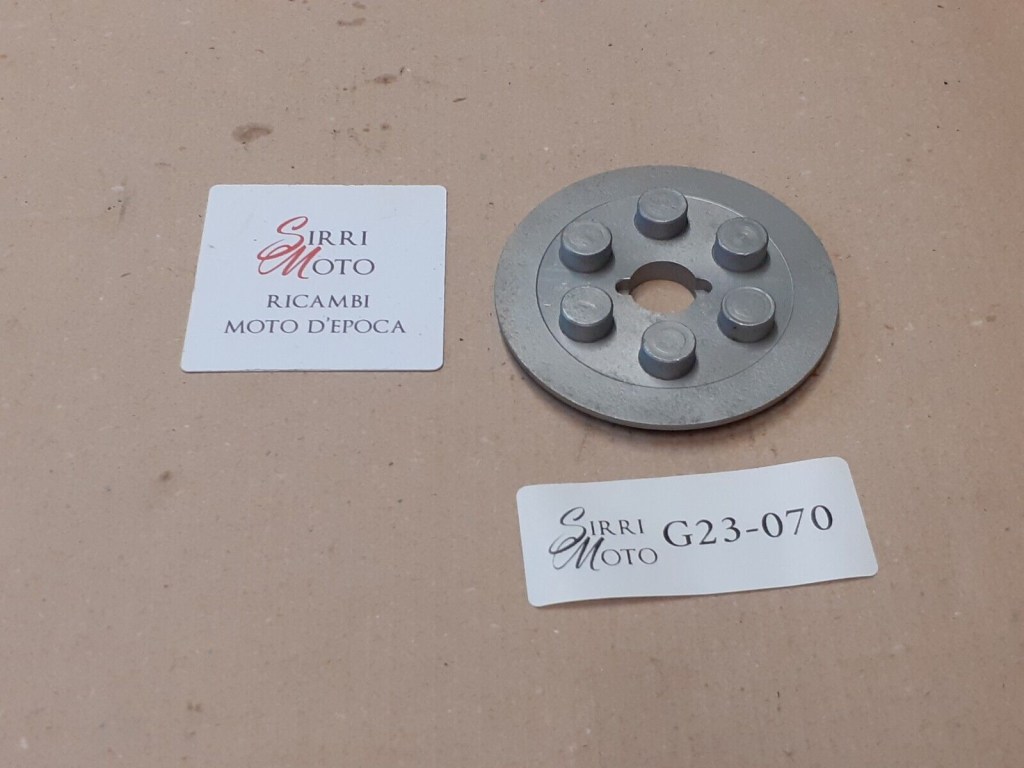 SIRRI
MOTO
RICAMBI
MOTO D'EPOCA
SIRRI
MOTO
G23-070